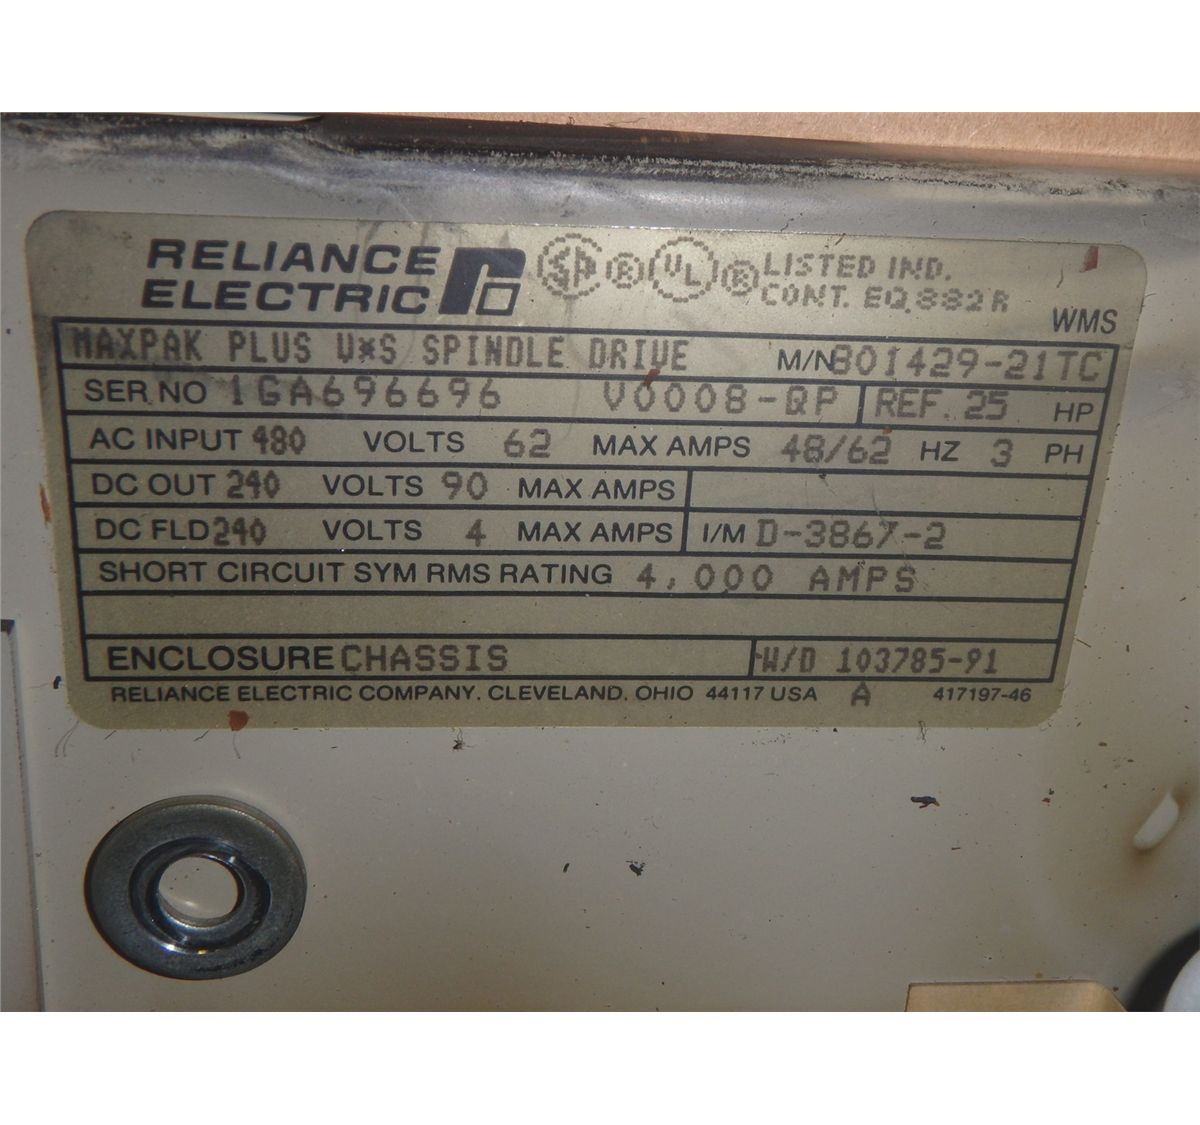 RELIANCE
ELECTRIC
SP ® UL ® LISTED IND.
CONT. EQ. 882R
WMS
MAXPAK PLUS V*S SPINDLE DRIVE M/N 801429-21TC
SER. NO 1GA696696 V0008-QP REF. 25 HP
AC INPUT 480 VOLTS 62 MAX AMPS 48/62 HZ 3 PH
DC OUT 240 VOLTS 90 MAX AMPS
DC FLD 240 VOLTS 4 MAX AMPS I/M D-3867-2
SHORT CIRCUIT SYM RMS RATING 4,000 AMPS
ENCLOSURE CHASSIS W/D 103785-91
RELIANCE ELECTRIC COMPANY. CLEVELAND. OHIO 44117 USA A 417197-46